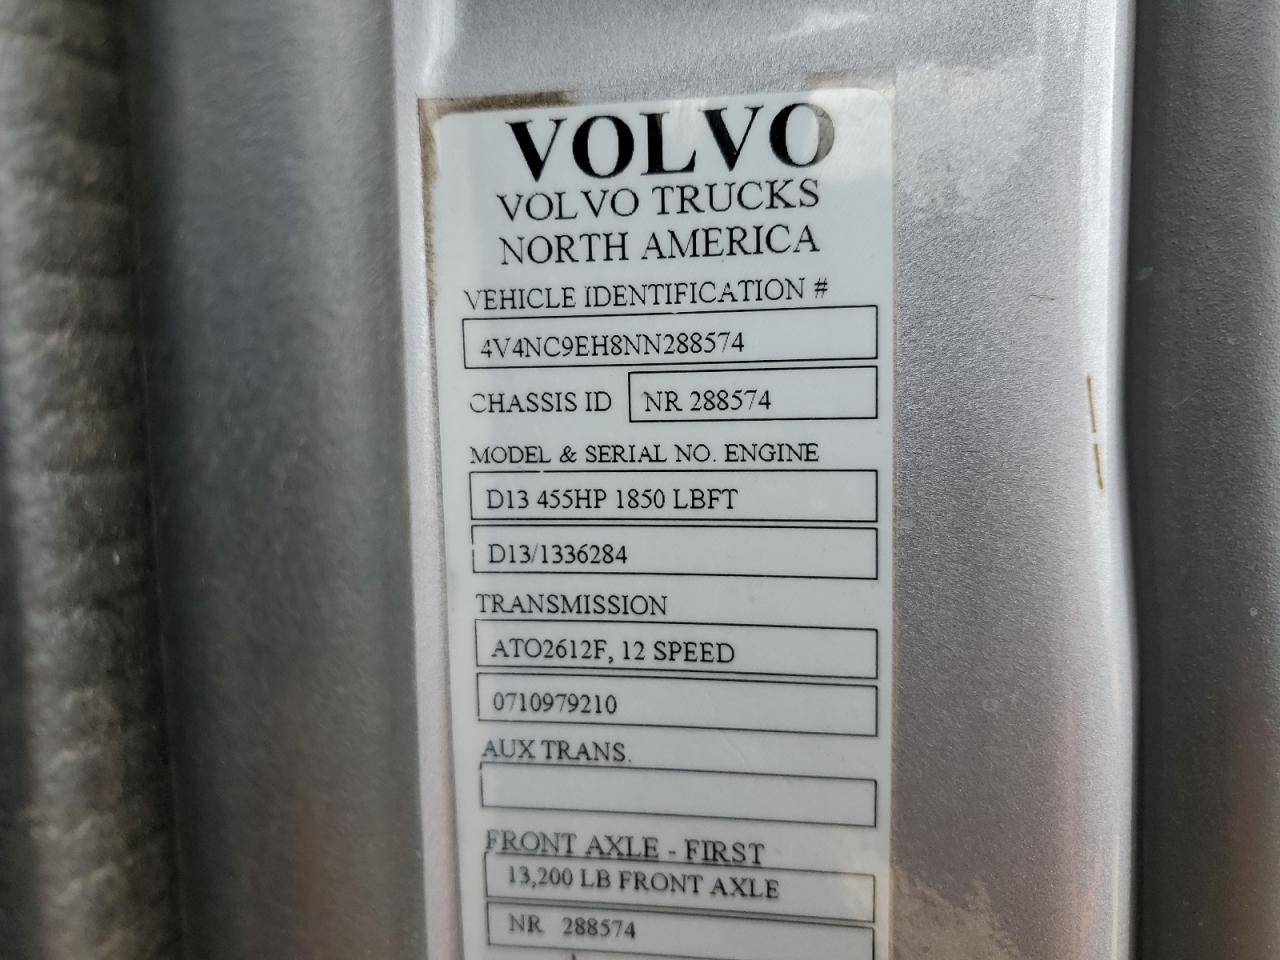 VOLVO
VOLVO TRUCKS
NORTH AMERICA
VEHICLE IDENTIFICATION #
4V4NC9EH8NN288574
CHASSIS ID NR 288574
MODEL & SERIAL NO. ENGINE
D13 455HP 1850 LBFT
D13/1336284
TRANSMISSION
ATO2612F, 12 SPEED
0710979210
AUX TRANS.
FRONT AXLE - FIRST
13,200 LB FRONT AXLE
NR 288574